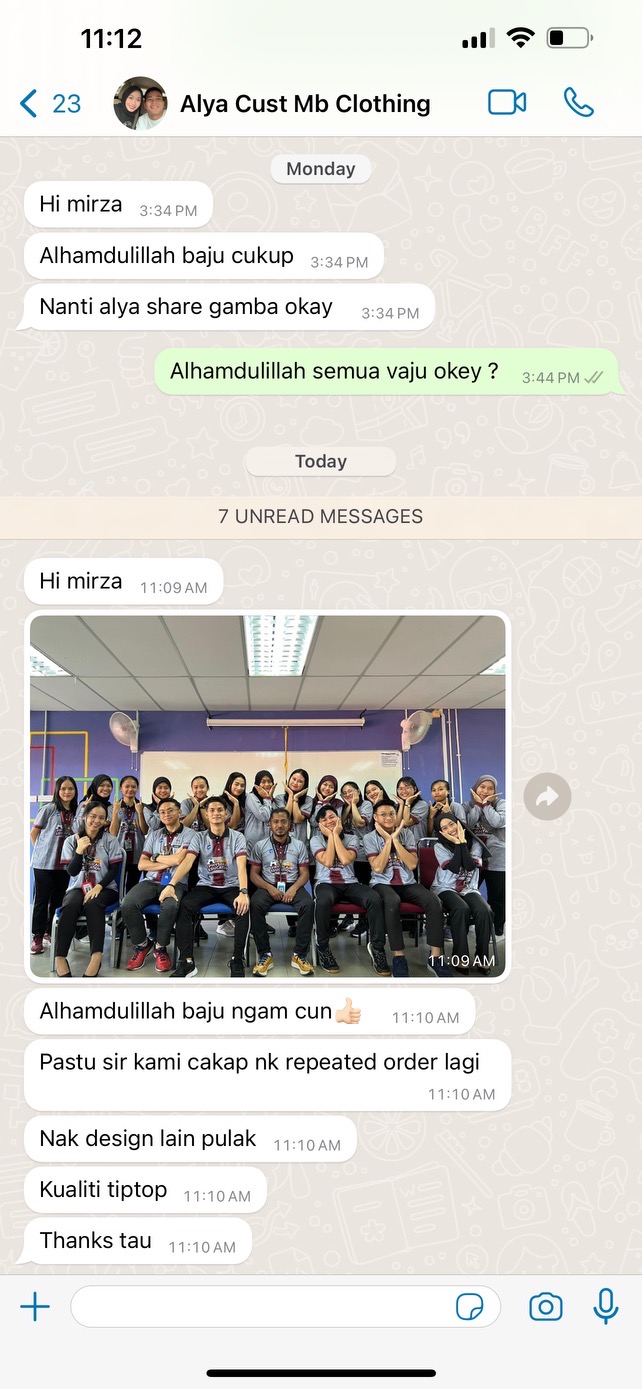 11:12
23
Alya Cust Mb Clothing
Monday
Hi mirza 3:34 PM
Alhamdulillah baju cukup 3:34 PM
Nanti alya share gamba okay 3:34 PM
Alhamdulillah semua vaju okey ? 3:44 PM
Today
7 UNREAD MESSAGES
Hi mirza 11:09 AM
11:09 AM
Alhamdulillah baju ngam cun👍🏻 11:10 AM
Pastu sir kami cakap nk repeated order lagi
11:10 AM
Nak design lain pulak 11:10 AM
Kualiti tiptop 11:10 AM
Thanks tau 11:10 AM